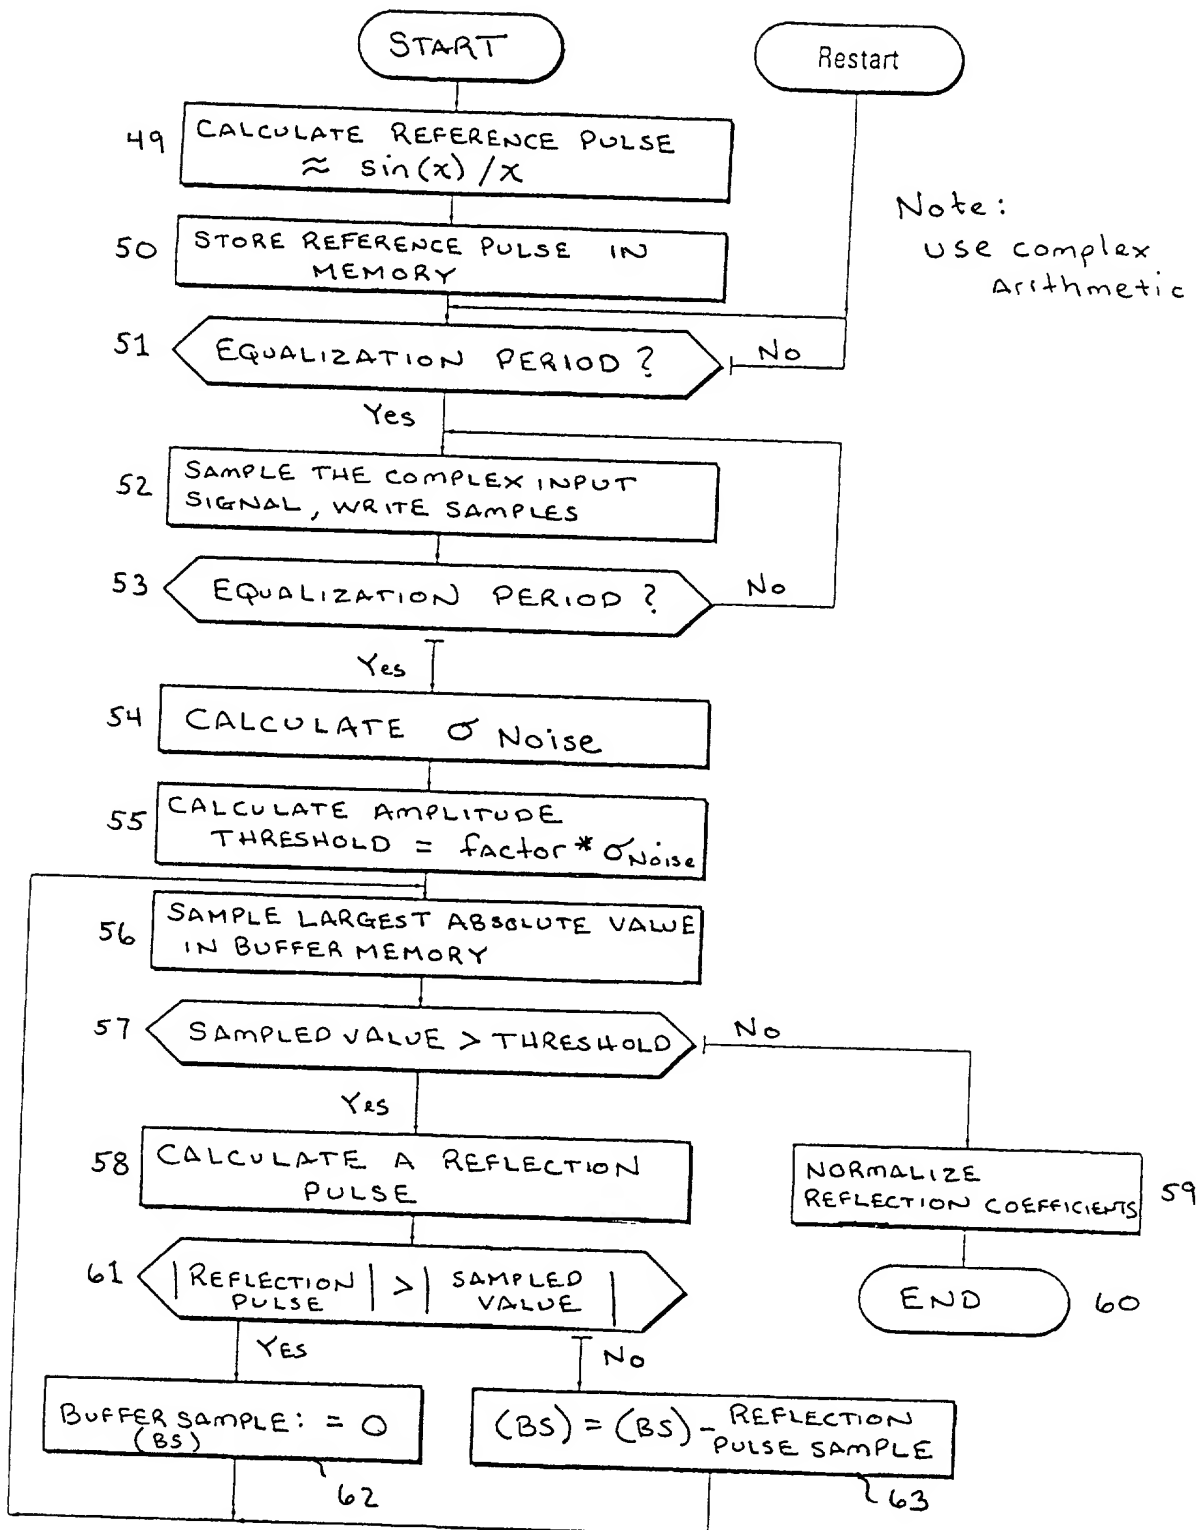 START
Restart
49
CALCULATE REFERENCE PULSE
≈ sin(x)/x
Note:
use complex
Arithmetic
50
STORE REFERENCE PULSE IN
MEMORY
51
EQUALIZATION PERIOD?
No
Yes
52
SAMPLE THE COMPLEX INPUT
SIGNAL, WRITE SAMPLES
53
EQUALIZATION PERIOD?
No
Yes
54
CALCULATE σ Noise
55
CALCULATE AMPLITUDE
THRESHOLD = factor * σ Noise
56
SAMPLE LARGEST ABSOLUTE VALUE
IN BUFFER MEMORY
57
SAMPLED VALUE > THRESHOLD
No
Yes
58
CALCULATE A REFLECTION
PULSE
NORMALIZE
REFLECTION COEFFICIENTS
59
61
|REFLECTION PULSE| > |SAMPLED VALUE|
END
60
YES
No
BUFFER SAMPLE: = 0
(BS)
(BS) = (BS) - REFLECTION
PULSE SAMPLE
62
63